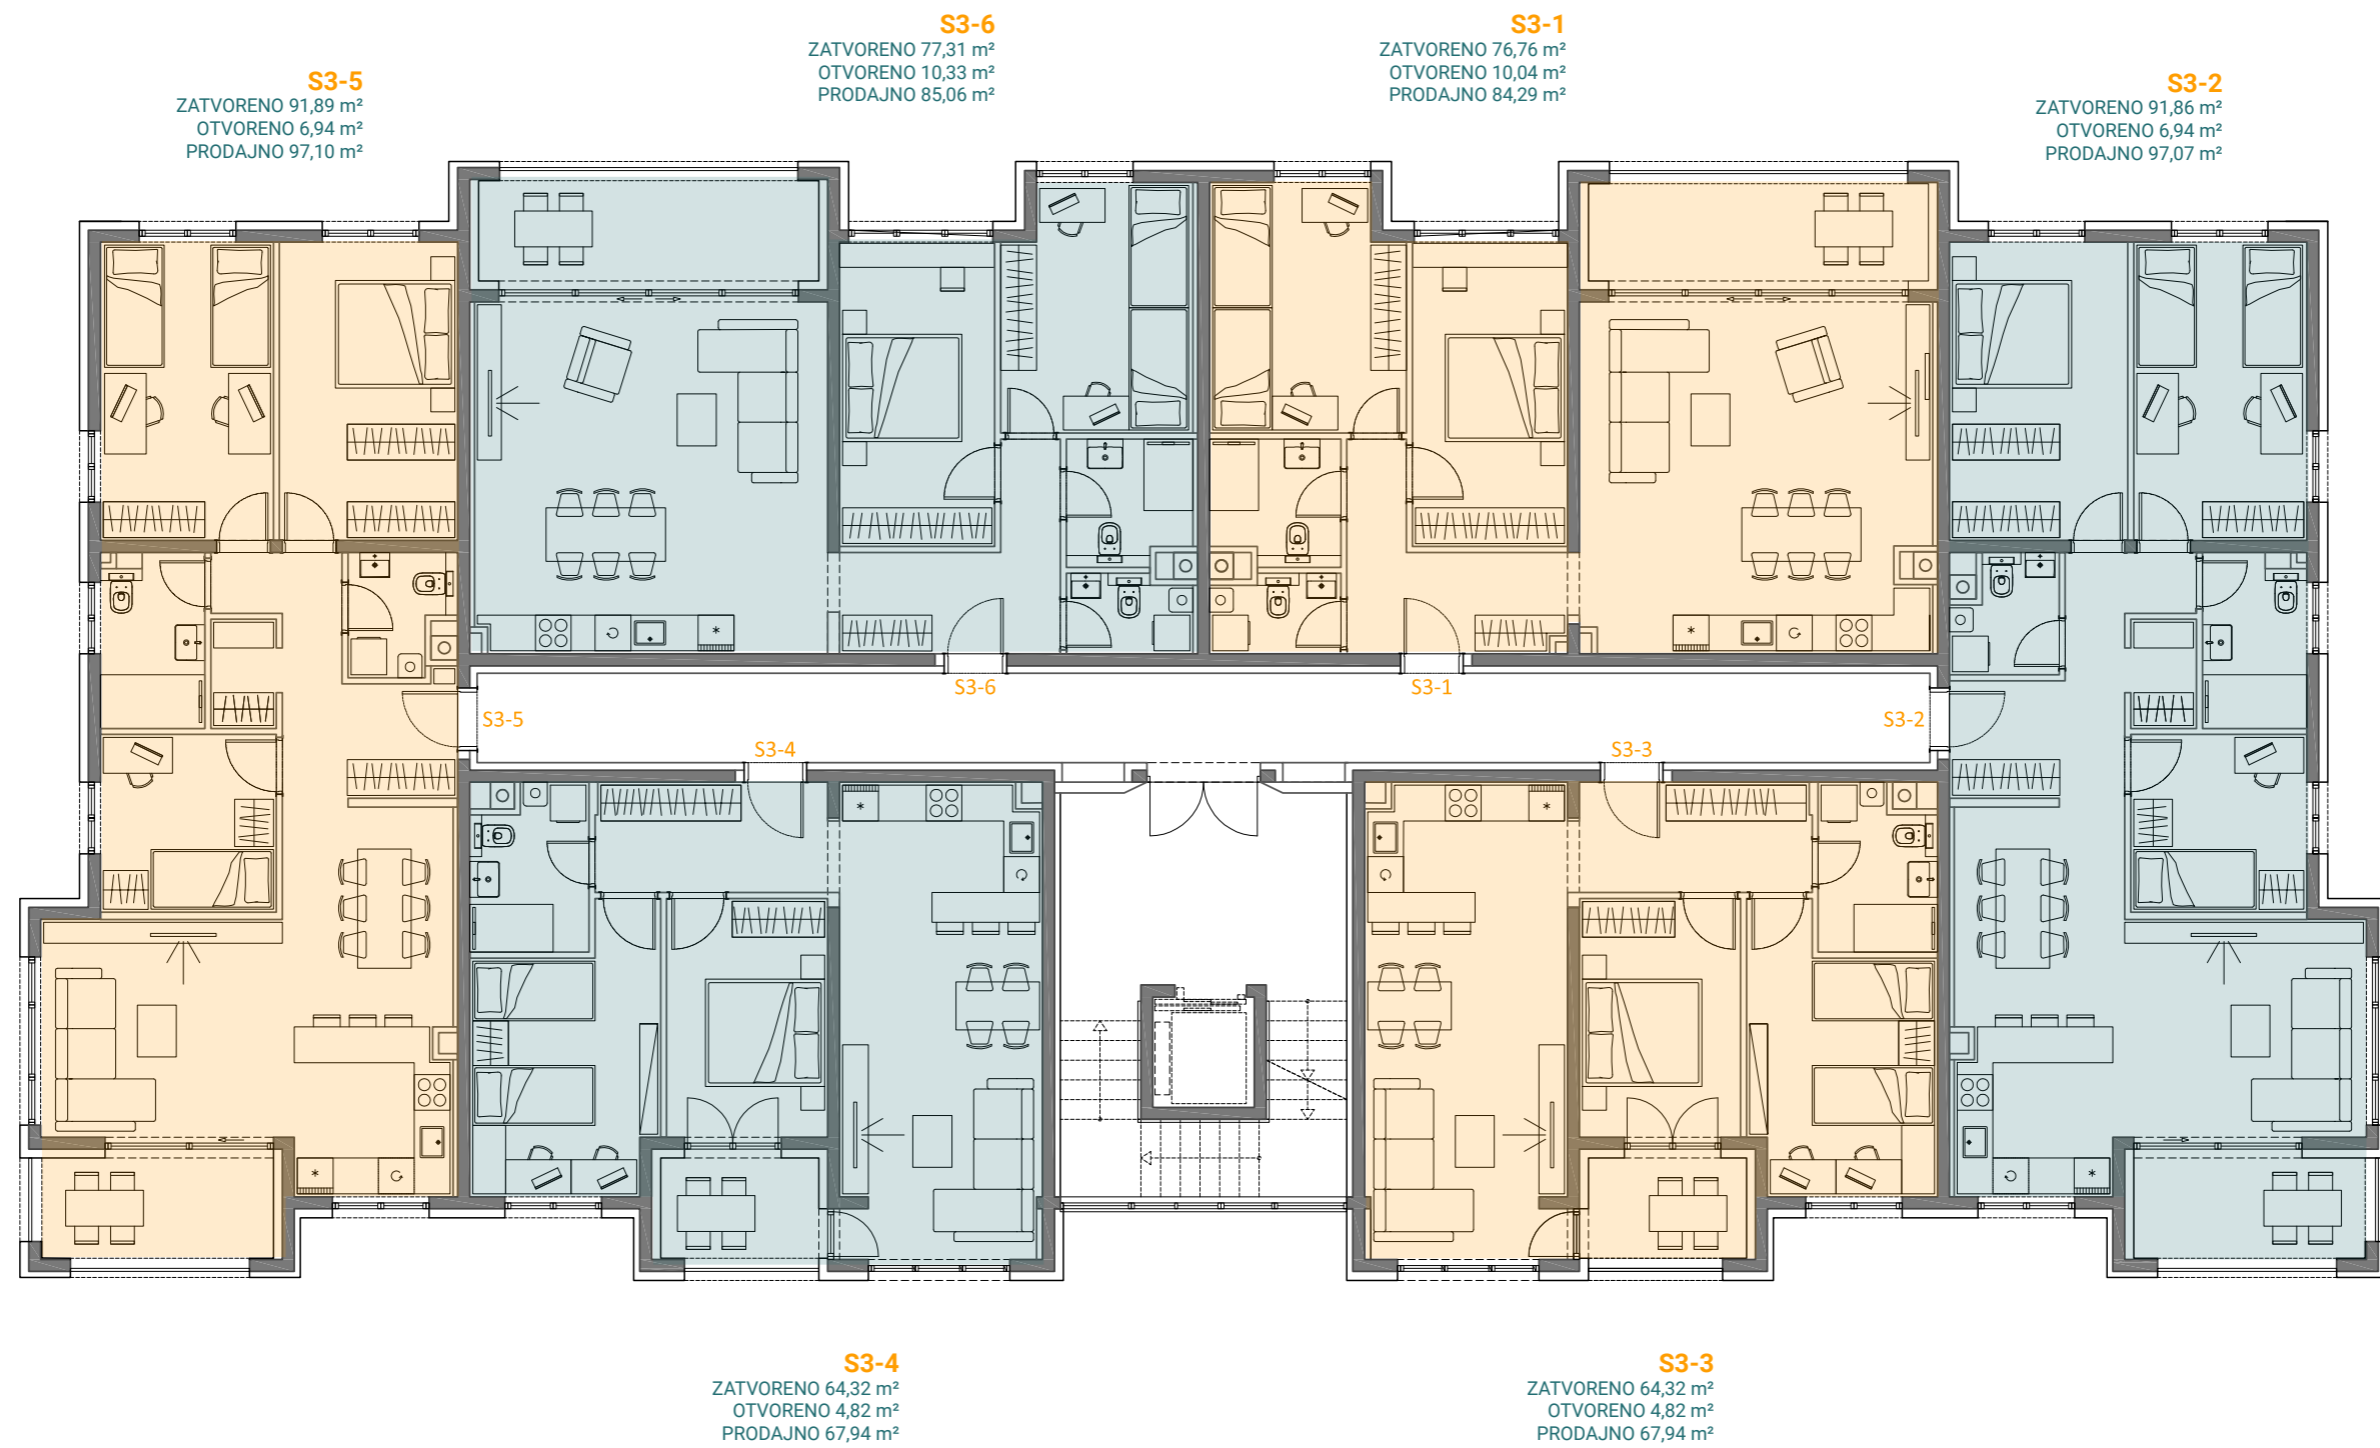 S3-6
ZATVORENO 77,31 m²
OTVORENO 10,33 m²
PRODAJNO 85,06 m²
S3-1
ZATVORENO 76,76 m²
OTVORENO 10,04 m²
PRODAJNO 84,29 m²
S3-5
ZATVORENO 91,89 m²
OTVORENO 6,94 m²
PRODAJNO 97,10 m²
S3-2
ZATVORENO 91,86 m²
OTVORENO 6,94 m²
PRODAJNO 97,07 m²
S3-6
S3-1
S3-5
S3-2
S3-4
S3-3
S3-4
ZATVORENO 64,32 m²
OTVORENO 4,82 m²
PRODAJNO 67,94 m²
S3-3
ZATVORENO 64,32 m²
OTVORENO 4,82 m²
PRODAJNO 67,94 m²